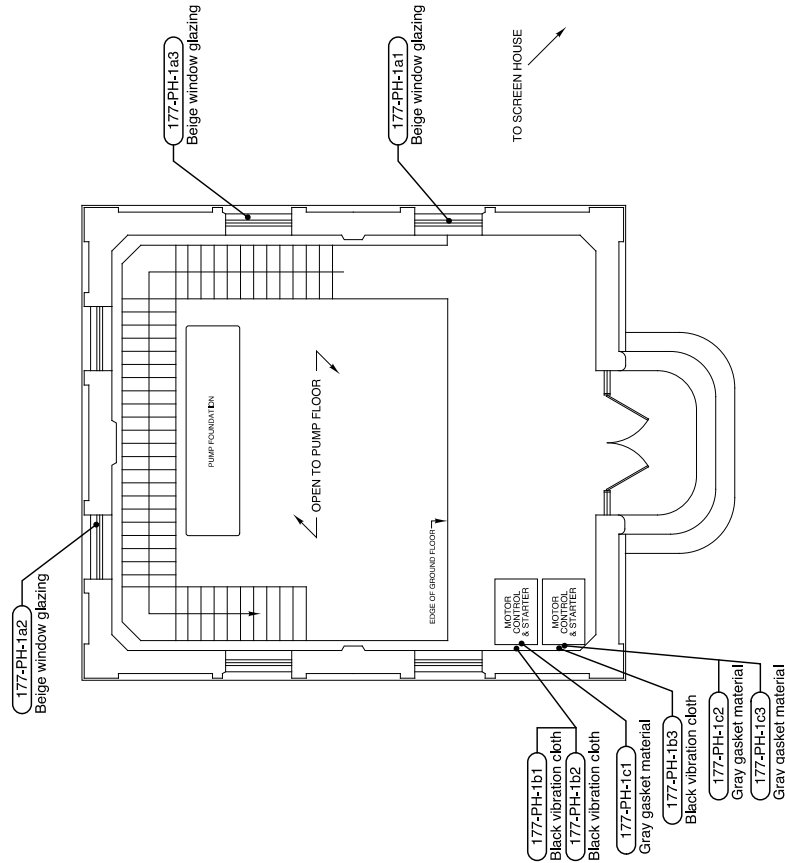 177-PH-1a3
Beige window glazing
177-PH-1a1
Beige window glazing
TO SCREEN HOUSE
177-PH-1a2
Beige window glazing
PUMP FOUNDATION
OPEN TO PUMP FLOOR
EDGE OF GROUND FLOOR
MOTOR
CONTROL
& STARTER
MOTOR
CONTROL
& STARTER
177-PH-1b1
Black vibration cloth
177-PH-1b2
Black vibration cloth
177-PH-1c1
Gray gasket material
177-PH-1b3
Black vibration cloth
177-PH-1c2
Gray gasket material
177-PH-1c3
Gray gasket material